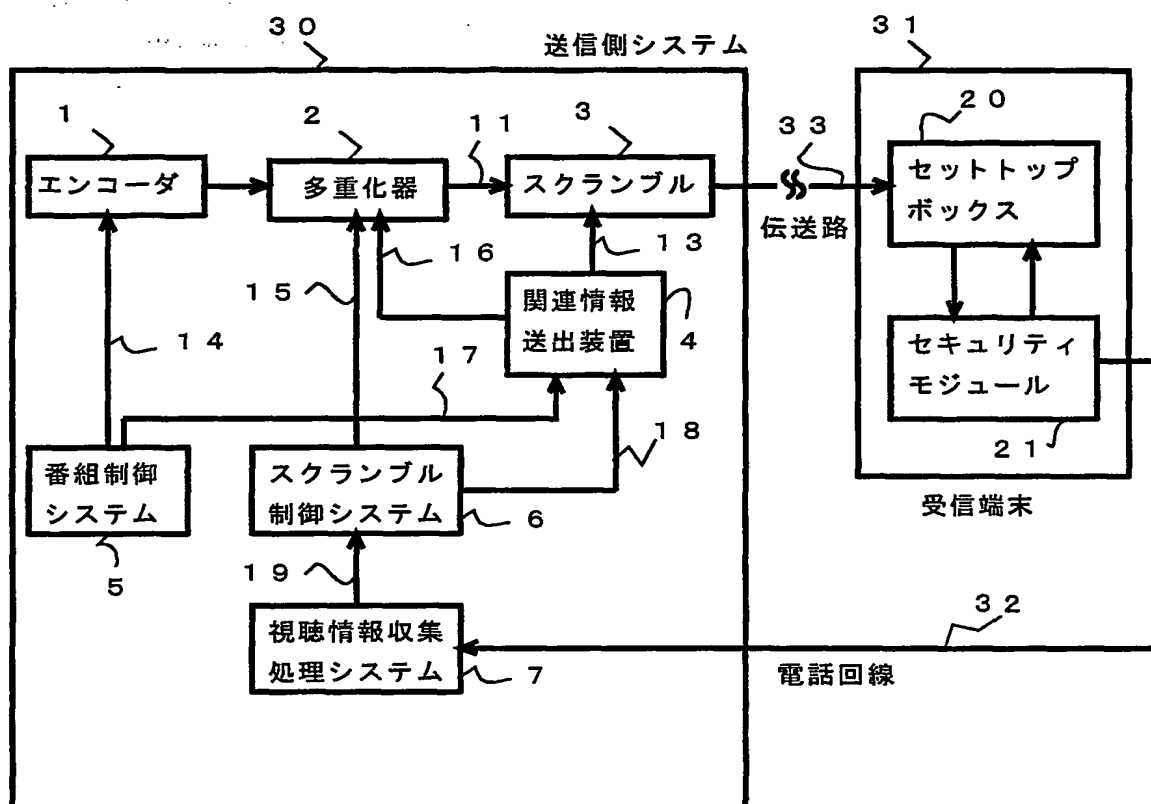 ３０
送信側システム
３１
１
２
１１
３
３３
２０
エンコーダ
多重化器
スクランブル
伝送路
セットトップ
ボックス
１６
１３
１５
関連情報
送出装置
４
１４
１７
セキュリティ
モジュール
１８
２１
番組制御
システム
スクランブル
制御システム
６
受信端末
５
１９
３２
視聴情報収集
処理システム
７
電話回線